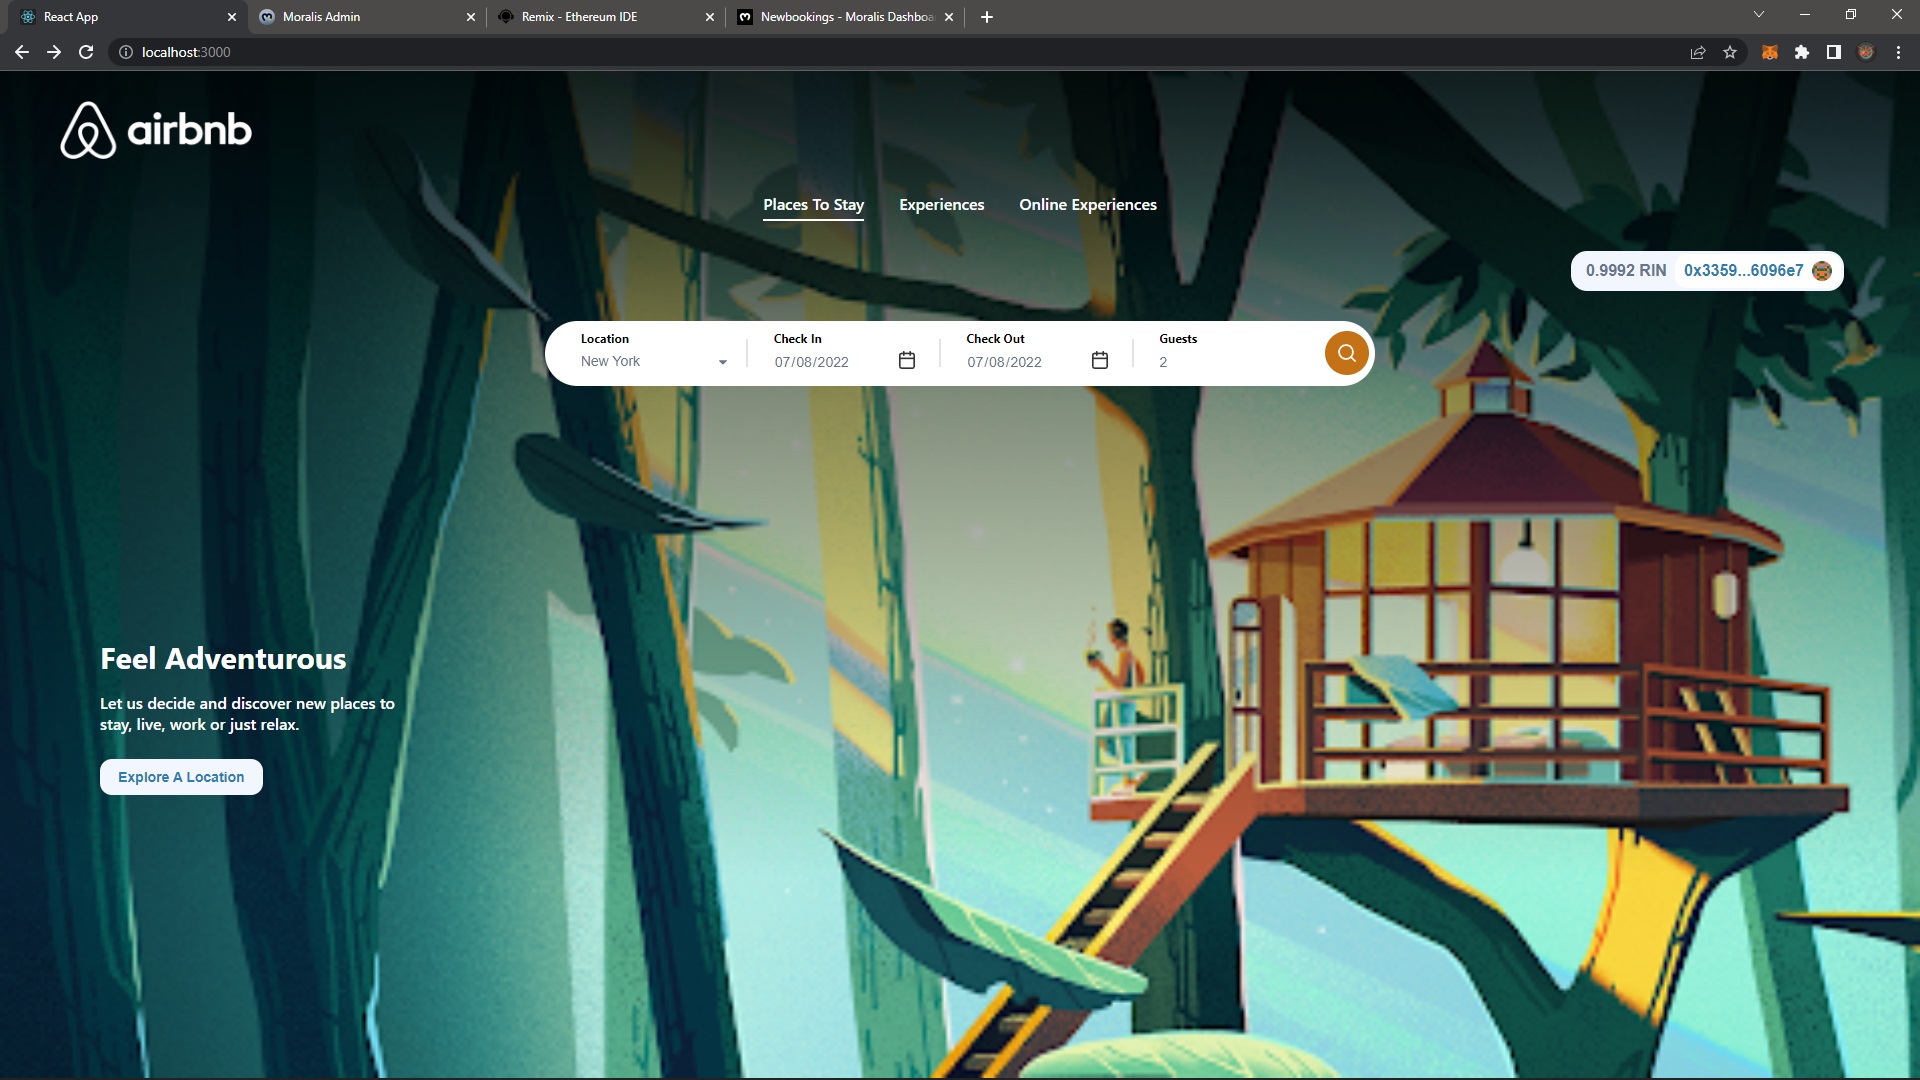 React App
Moralis Admin
Remix - Ethereum IDE
Newbookings - Moralis Dashboa
localhost:3000
airbnb
Places To Stay
Experiences
Online Experiences
0.9992 RIN
0x3359...6096e7
Location
New York
Check In
07/08/2022
Check Out
07/08/2022
Guests
2
Feel Adventurous
Let us decide and discover new places to
stay, live, work or just relax.
Explore A Location